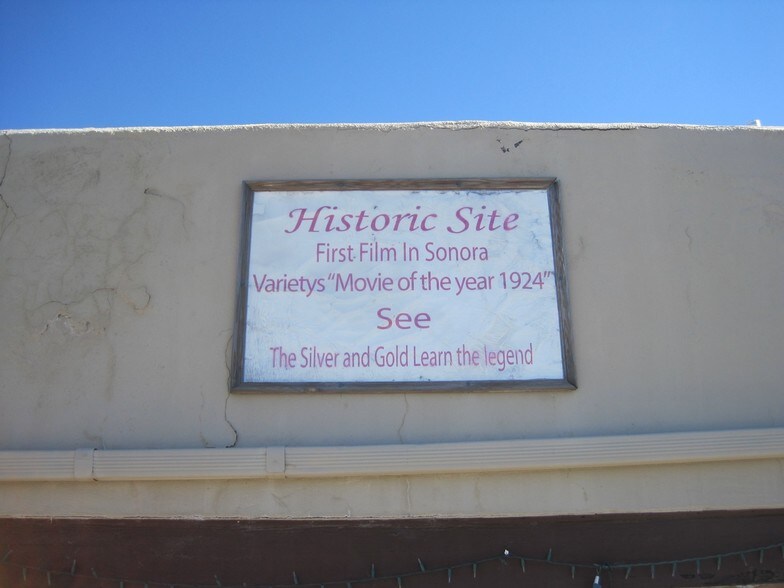 Historic Site
First Film In Sonora
Varietys “Movie of the year 1924”
See
The Silver and Gold Learn the legend